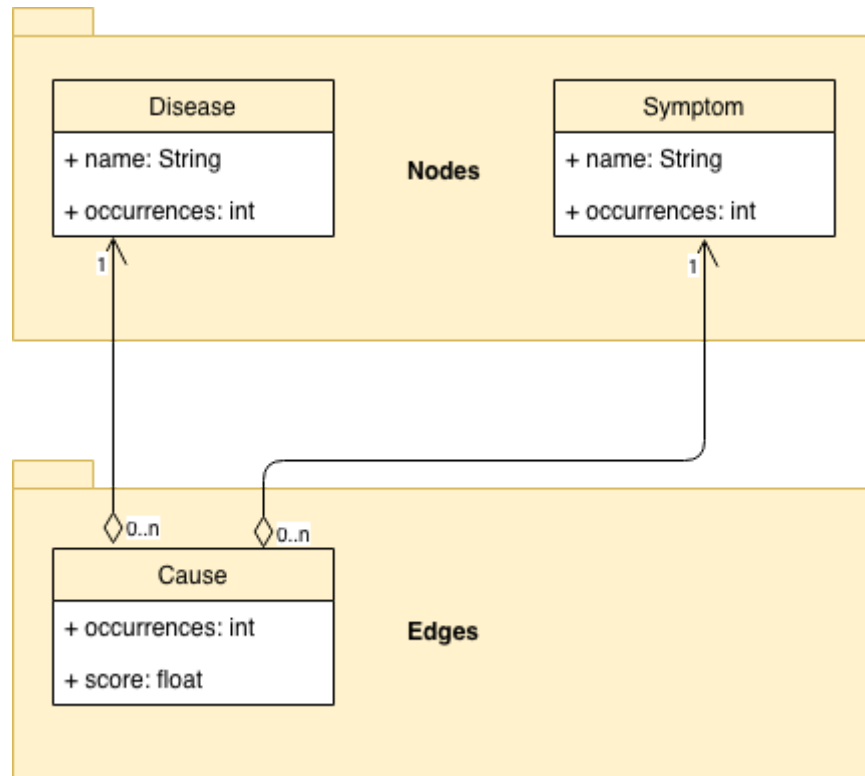 Disease
+ name: String
+ occurrences: int
Nodes
Symptom
+ name: String
+ occurrences: int
1
1
0..n
0..n
Cause
+ occurrences: int
+ score: float
Edges